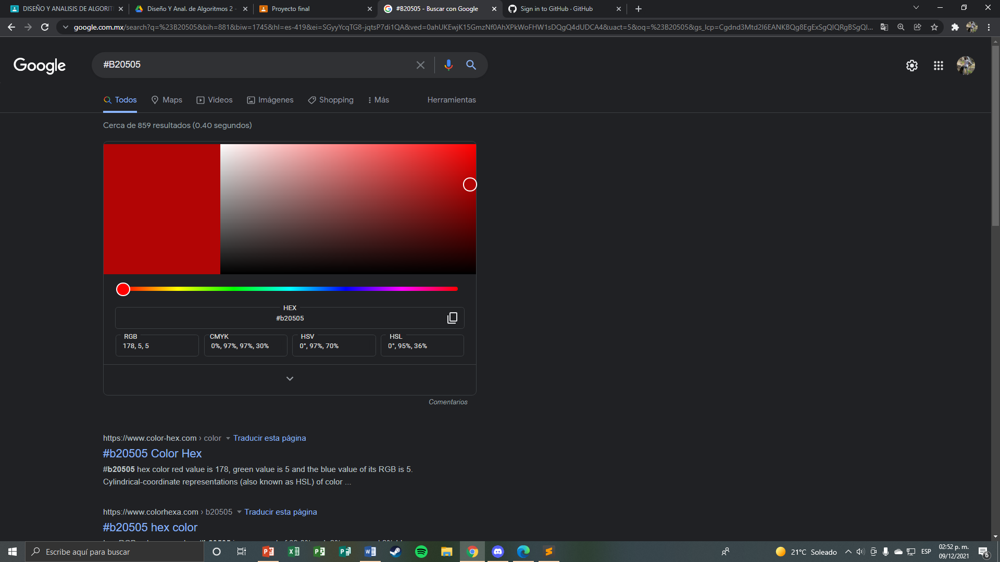 DISEÑO Y ANALISIS DE ALGORIT
Diseño Y Anal. de Algoritmos 2 -
Proyecto final
#B20505 - Buscar con Google
Sign in to GitHub · GitHub
google.com.mx/search?q=%23B20505&bih=881&biw=1745&hl=es-419&ei=SGyyYcqTG8-jqtsP7di1QA&ved=0ahUKEwjK15GmzNf0AhXPkWoFHW1sDQgQ4dUDCA4&uact=5&oq=%23B20505&gs_lcp=Cgdnd3Mtd2l6EANKBQg8EgExSgQIQRgBSgQI...
Google
#B20505
Todos
Maps
Videos
Imágenes
Shopping
Más
Herramientas
Cerca de 859 resultados (0.40 segundos)
HEX
#b20505
RGB
178, 5, 5
CMYK
0%, 97%, 97%, 30%
HSV
0°, 97%, 70%
HSL
0°, 95%, 36%
Comentarios
https://www.color-hex.com › color
Traducir esta página
#b20505 Color Hex
#b20505 hex color red value is 178, green value is 5 and the blue value of its RGB is 5.
Cylindrical-coordinate representations (also known as HSL) of color ...
https://www.colorhexa.com › b20505
Traducir esta página
#b20505 hex color
Escribe aquí para buscar
21°C Soleado
ESP
02:52 p. m.
09/12/2021
6